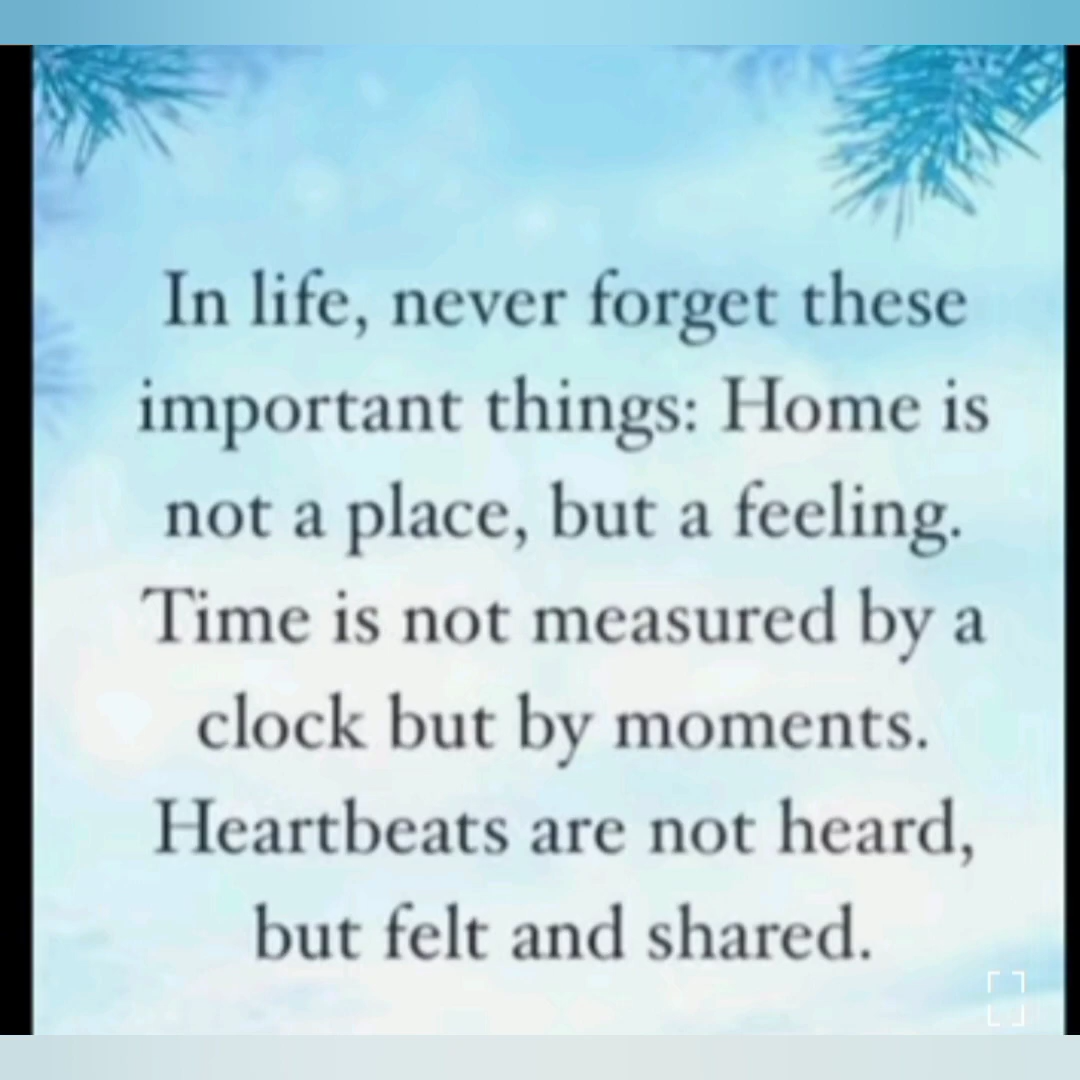 In life, never forget these
important things: Home is
not a place, but a feeling.
Time is not measured by a
clock but by moments.
Heartbeats are not heard,
but felt and shared.